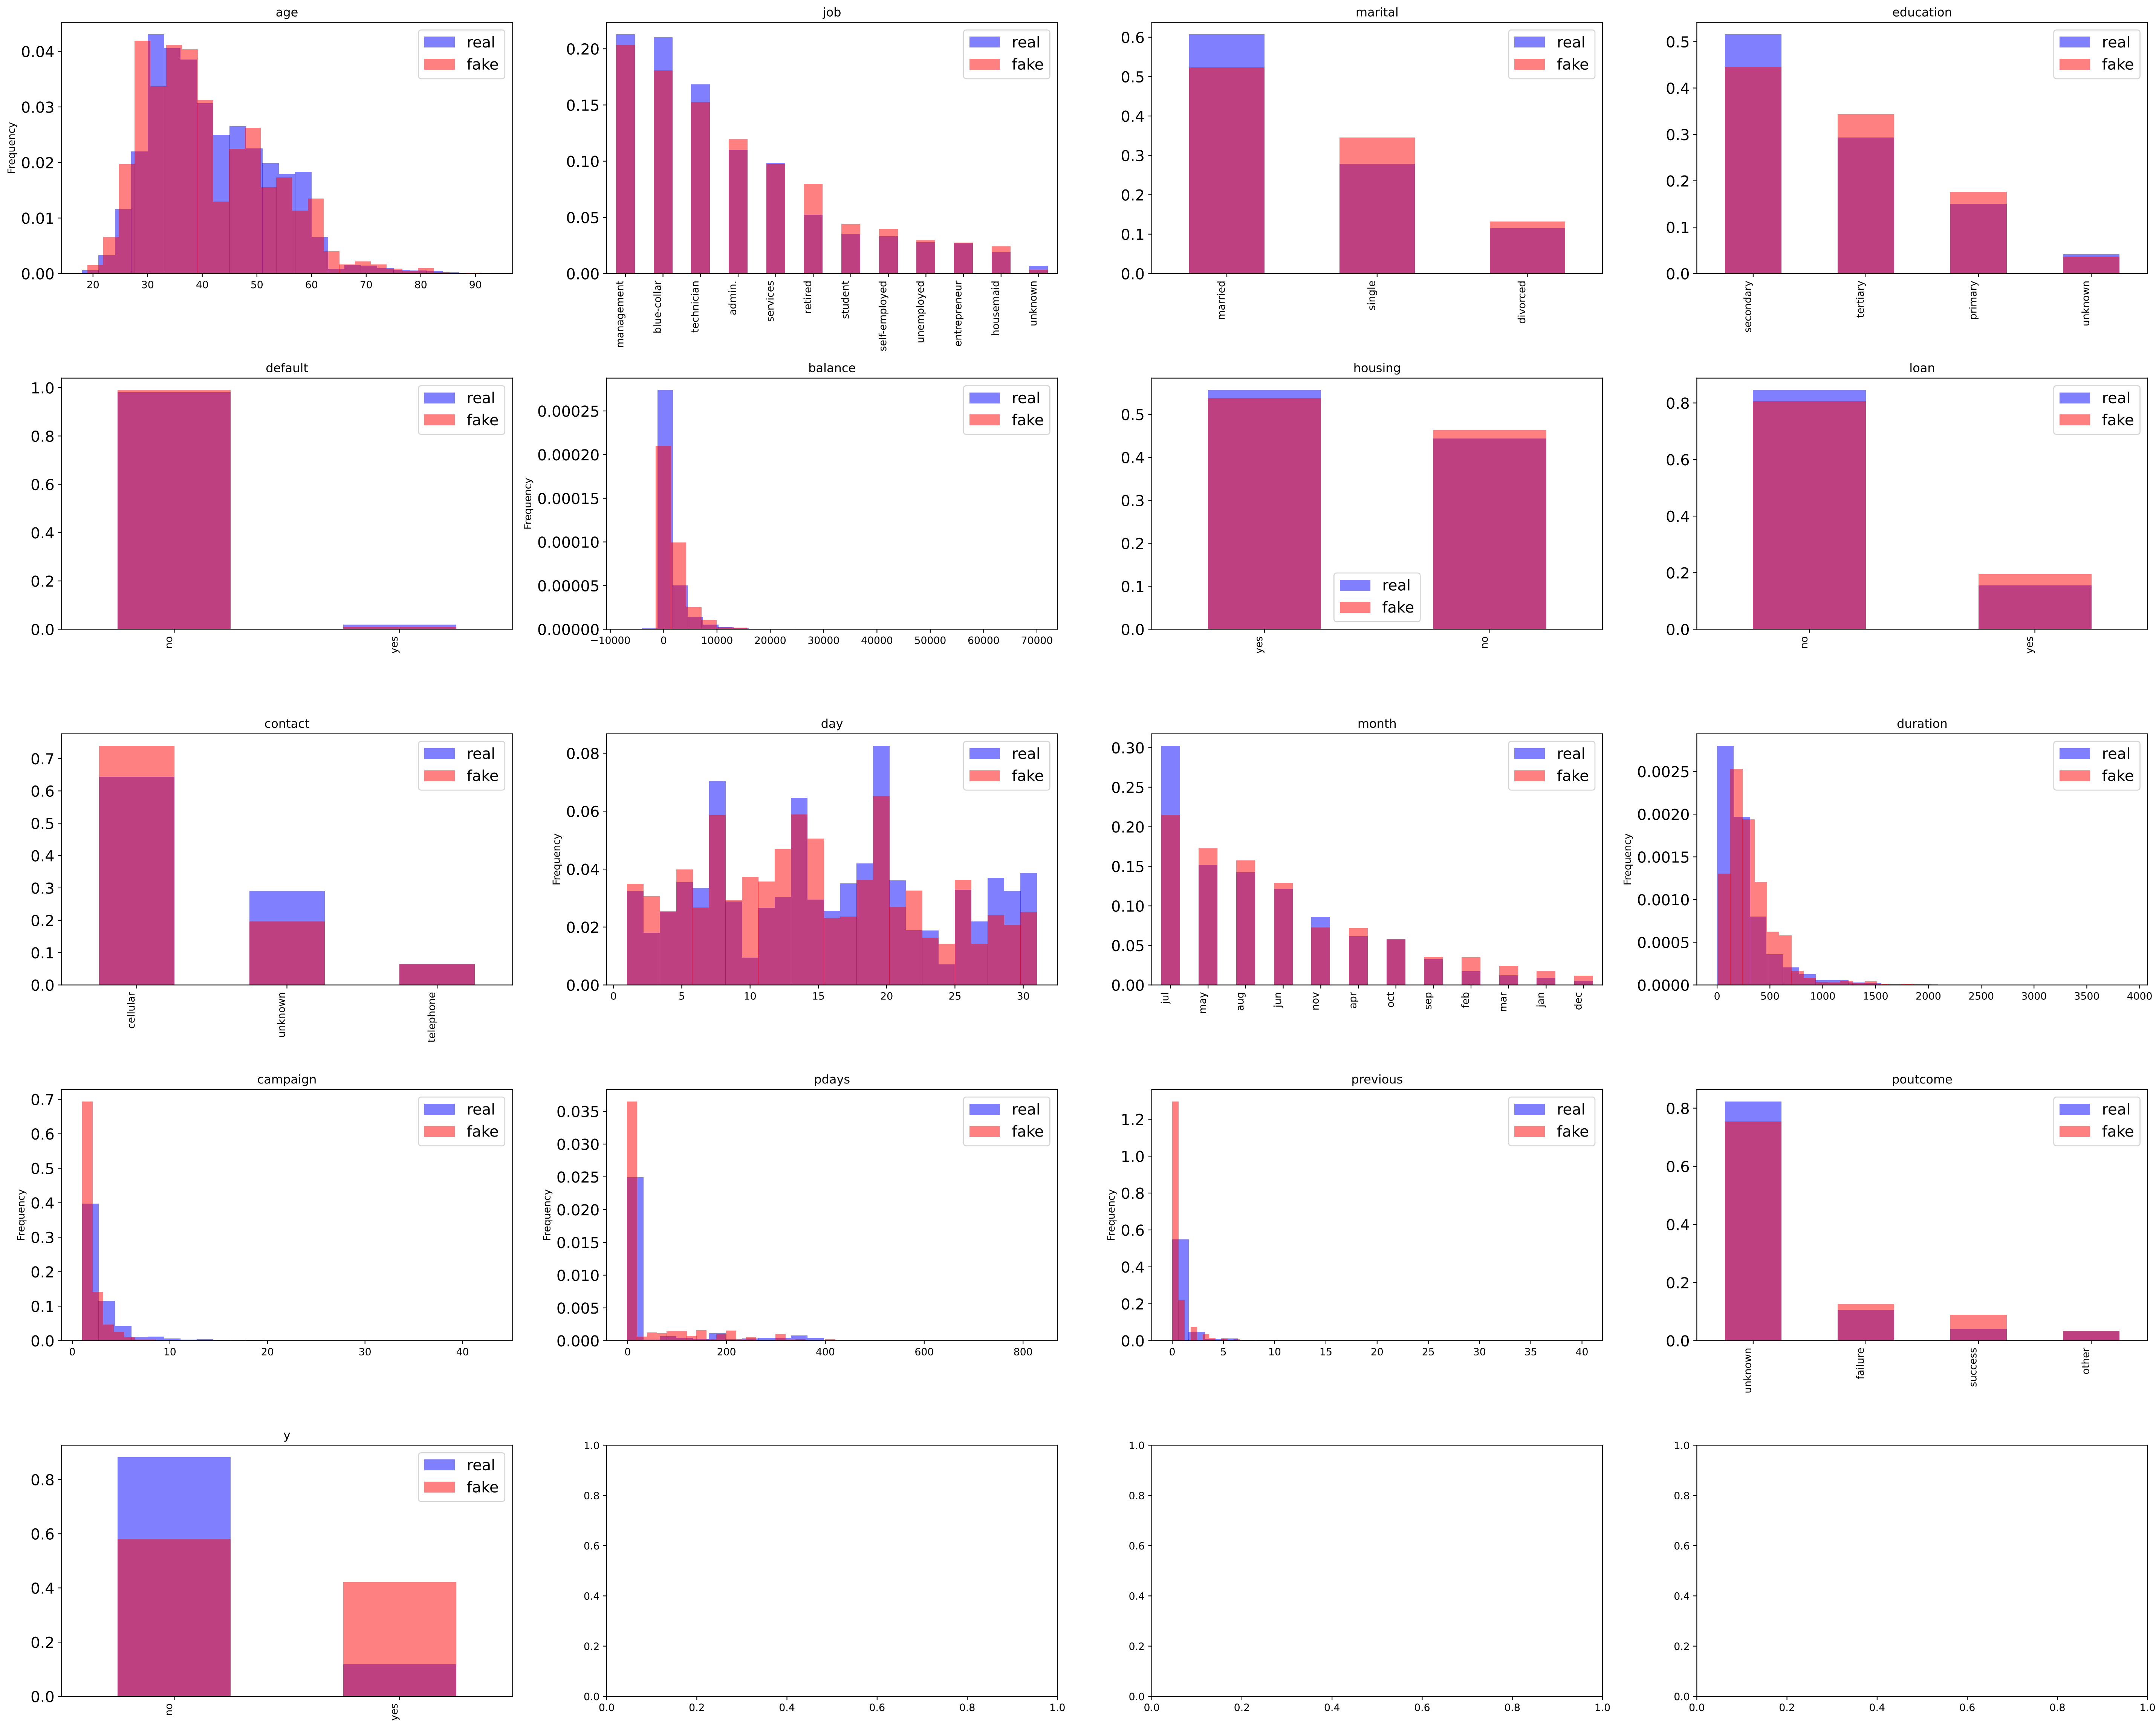 age
real
fake
Frequency
0.04
0.03
0.02
0.01
0.00
20 30 40 50 60 70 80 90
job
real
fake
0.20
0.15
0.10
0.05
0.00
management blue-collar technician admin. services retired student self-employed unemployed entrepreneur housemaid unknown
marital
real
fake
0.6
0.5
0.4
0.3
0.2
0.1
0.0
married single divorced
education
real
fake
0.5
0.4
0.3
0.2
0.1
0.0
secondary tertiary primary unknown
default
real
fake
1.0
0.8
0.6
0.4
0.2
0.0
no yes
balance
real
fake
Frequency
0.00025
0.00020
0.00015
0.00010
0.00005
0.00000
−10000 0 10000 20000 30000 40000 50000 60000 70000
housing
0.5
0.4
0.3
0.2
0.1
0.0
real
fake
yes no
loan
real
fake
0.8
0.6
0.4
0.2
0.0
no yes
contact
real
fake
0.7
0.6
0.5
0.4
0.3
0.2
0.1
0.0
cellular unknown telephone
day
real
fake
Frequency
0.08
0.06
0.04
0.02
0.00
0 5 10 15 20 25 30
month
real
fake
0.30
0.25
0.20
0.15
0.10
0.05
0.00
jul may aug jun nov apr oct sep feb mar jan dec
duration
real
fake
Frequency
0.0025
0.0020
0.0015
0.0010
0.0005
0.0000
0 500 1000 1500 2000 2500 3000 3500 4000
campaign
real
fake
Frequency
0.7
0.6
0.5
0.4
0.3
0.2
0.1
0.0
0 10 20 30 40
pdays
real
fake
Frequency
0.035
0.030
0.025
0.020
0.015
0.010
0.005
0.000
0 200 400 600 800
previous
real
fake
Frequency
1.2
1.0
0.8
0.6
0.4
0.2
0.0
0 5 10 15 20 25 30 35 40
poutcome
real
fake
0.8
0.6
0.4
0.2
0.0
unknown failure success other
y
real
fake
0.8
0.6
0.4
0.2
0.0
no yes
1.0
0.8
0.6
0.4
0.2
0.0
0.0 0.2 0.4 0.6 0.8 1.0
1.0
0.8
0.6
0.4
0.2
0.0
0.0 0.2 0.4 0.6 0.8 1.0
1.0
0.8
0.6
0.4
0.2
0.0
0.0 0.2 0.4 0.6 0.8 1.0